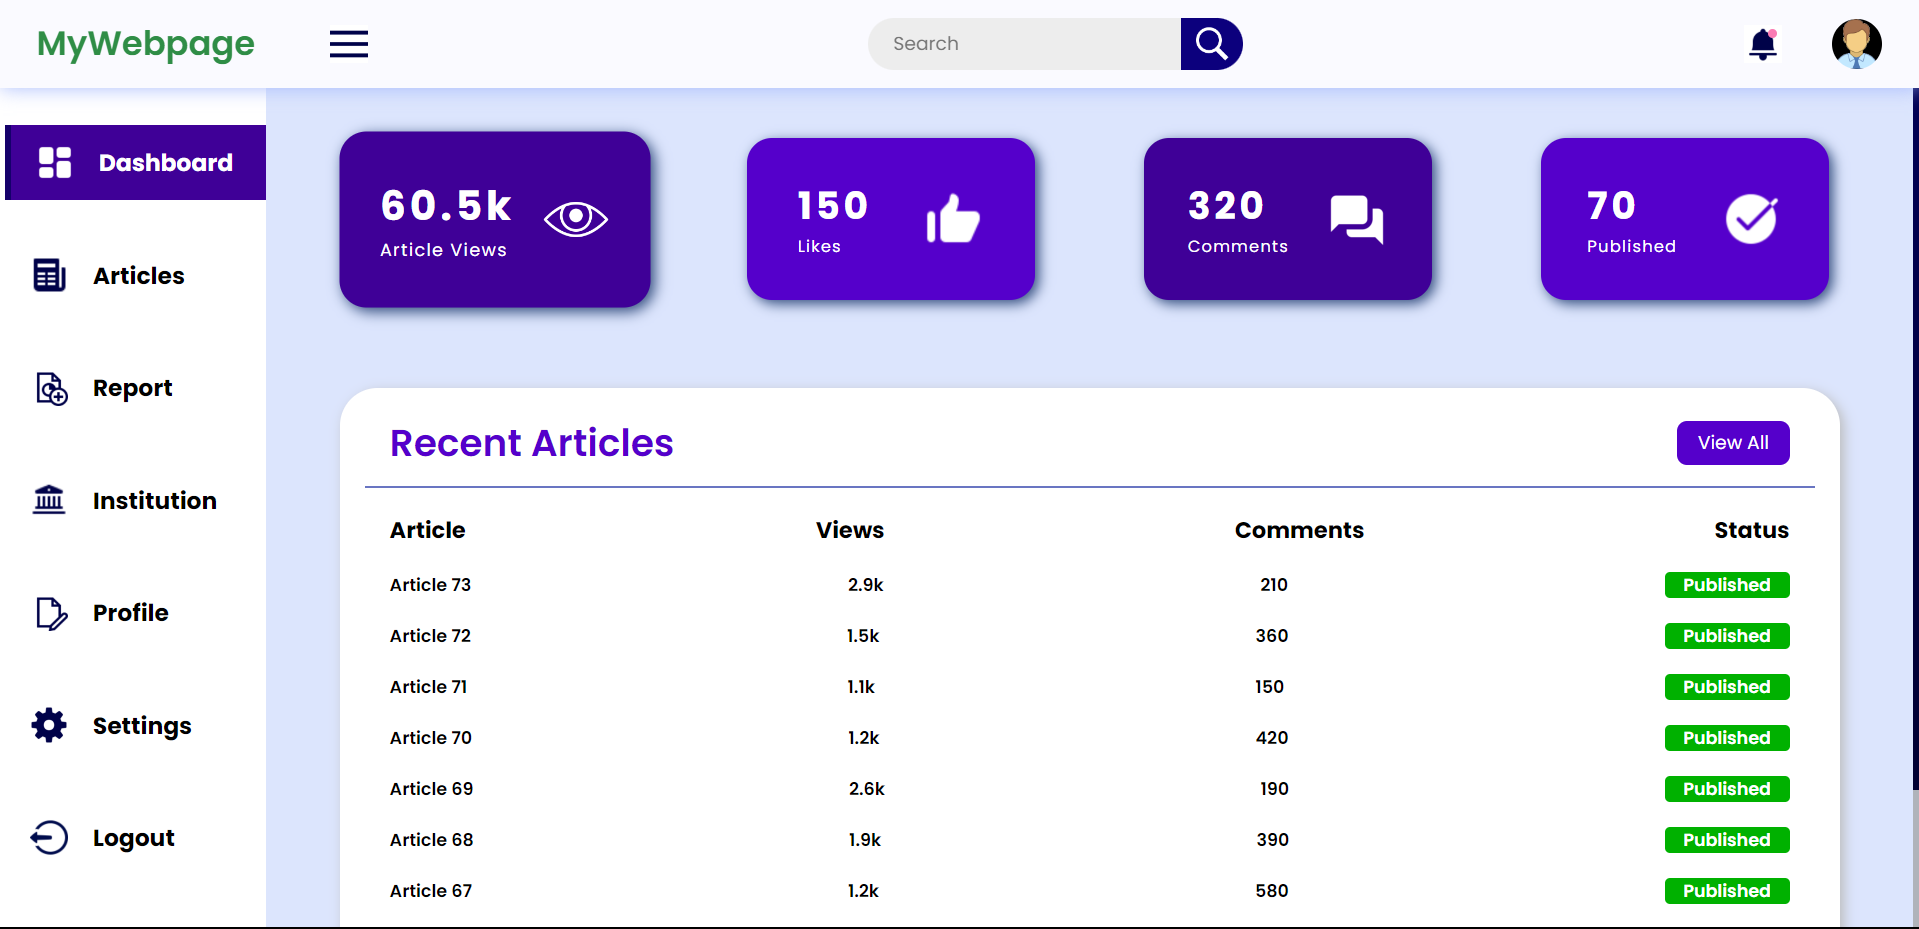 MyWebpage
Search
Dashboard
Articles
Report
Institution
Profile
Settings
Logout
60.5k
Article Views
150
Likes
320
Comments
70
Published
Recent Articles
View All
Article Views Comments Status
Article 73 2.9k 210 Published
Article 72 1.5k 360 Published
Article 71 1.1k 150 Published
Article 70 1.2k 420 Published
Article 69 2.6k 190 Published
Article 68 1.9k 390 Published
Article 67 1.2k 580 Published